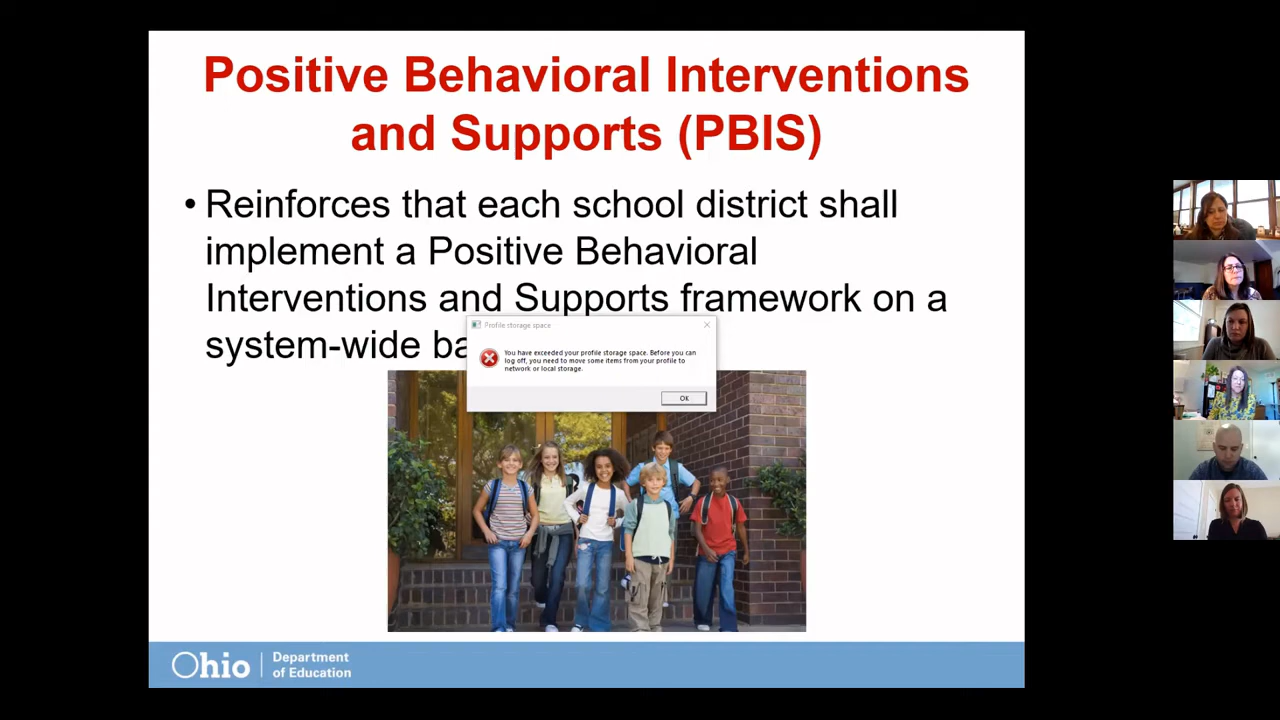 Positive Behavioral Interventions
and Supports (PBIS)
• Reinforces that each school district shall
implement a Positive Behavioral
Interventions and Supports framework on a
system-wide ba
Profile storage space
You have exceeded your profile storage space. Before you can
log off, you need to move some items from your profile to
network or local storage.
OK
Ohio
Department
of Education